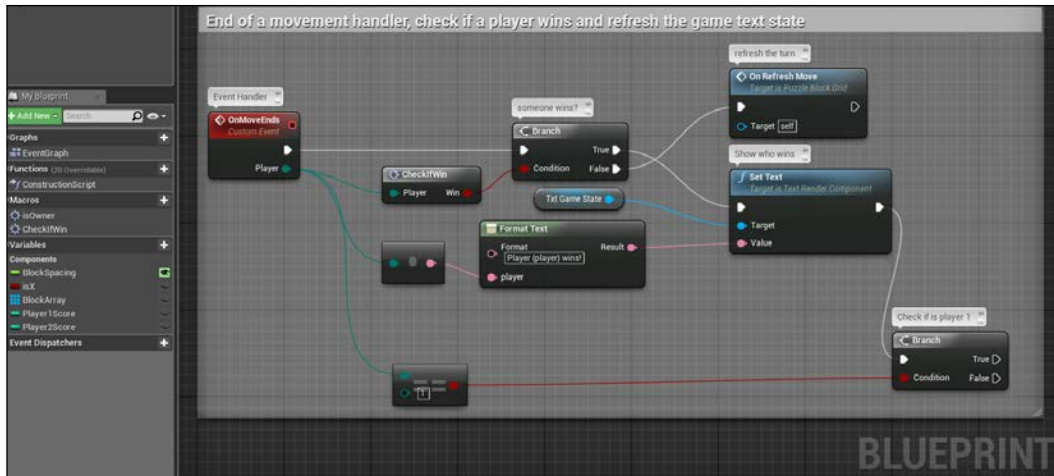 End of a movement handler, check if a player wins and refresh the game text state
refresh the turn
On Refresh Move
Target is Puzzle Block Grid
Target self
Event Handler
OnMoveEnds
Custom Event
Player
someone wins?
Branch
True
Condition False
CheckIfWin
Player Win
Txt Game State
Show who wins
Set Text
Target is Text Render Component
Target
Value
Format Text
Format Result
Player {player} wins!
player
==
1
Check if is player 1
Branch
True
Condition False
My Blueprint
+Add New Search
Graphs
EventGraph
Functions (20 Overridable)
ConstructionScript
Macros
isOwner
CheckIfWin
Variables
Components
BlockSpacing
isX
BlockArray
Player1Score
Player2Score
Event Dispatchers
BLUEPRINT